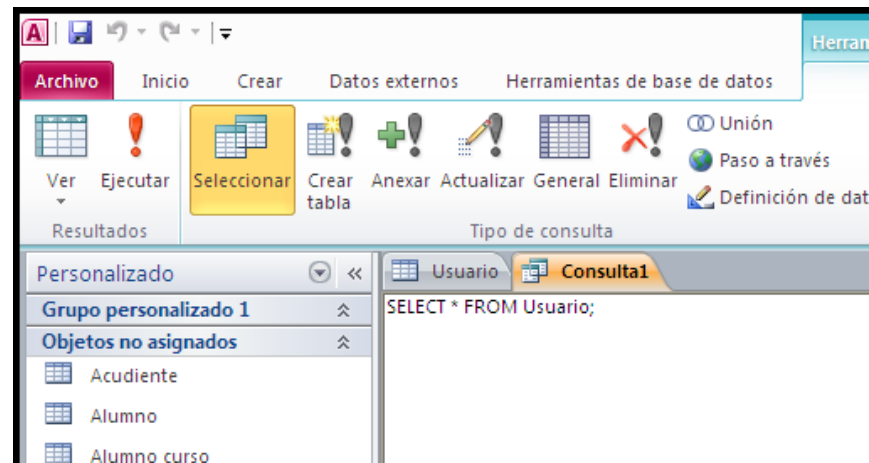 Herram
Archivo Inicio Crear Datos externos Herramientas de base de datos
Ver Ejecutar Seleccionar Crear tabla Anexar Actualizar General Eliminar
Unión
Paso a través
Definición de dat
Resultados Tipo de consulta
Personalizado
Usuario Consulta1
Grupo personalizado 1
SELECT * FROM Usuario;
Objetos no asignados
Acudiente
Alumno
Alumno curso